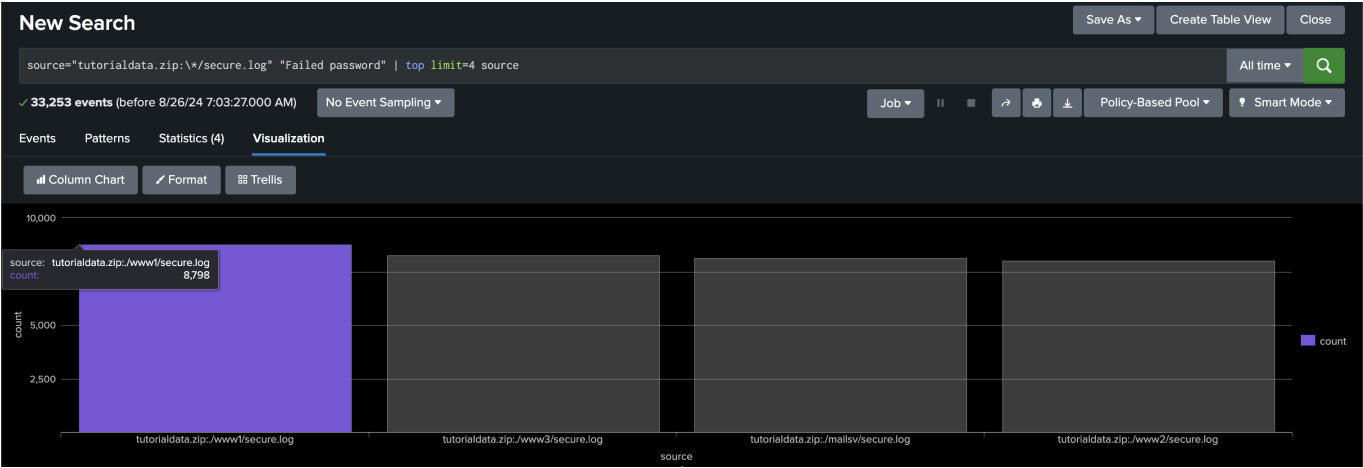 New Search
Save As ▾ Create Table View Close
source="tutorialdata.zip:\*/secure.log" "Failed password" | top limit=4 source
All time ▾
✓ 33,253 events (before 8/26/24 7:03:27.000 AM) No Event Sampling ▾
Job ▾ Policy-Based Pool ▾ Smart Mode ▾
Events Patterns Statistics (4) Visualization
Column Chart Format Trellis
10,000
source: tutorialdata.zip:./www1/secure.log
count: 8,798
count
5,000
2,500
count
tutorialdata.zip:./www1/secure.log tutorialdata.zip:./www3/secure.log tutorialdata.zip:./mailsv/secure.log tutorialdata.zip:./www2/secure.log
source